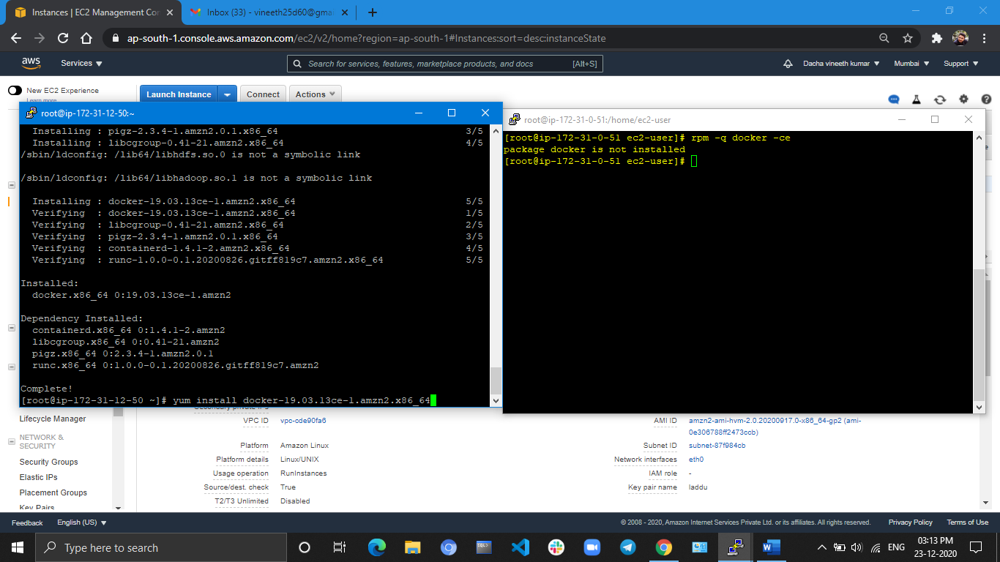 Instances | EC2 Management Con
Inbox (33) - vineeth25d60@gmai
ap-south-1.console.aws.amazon.com/ec2/v2/home?region=ap-south-1#Instances:sort=desc:instanceState
aws
Services
Search for services, features, marketplace products, and docs
[Alt+S]
Dacha vineeth kumar
Mumbai
Support
New EC2 Experience
Learn more
Launch Instance
Connect
Actions
root@ip-172-31-12-50:~
Installing : pigz-2.3.4-1.amzn2.0.1.x86_64 3/5
Installing : libcgroup-0.41-21.amzn2.x86_64 4/5
/sbin/ldconfig: /lib64/libhdfs.so.0 is not a symbolic link
/sbin/ldconfig: /lib64/libhadoop.so.1 is not a symbolic link
Installing : docker-19.03.13ce-1.amzn2.x86_64 5/5
Verifying : docker-19.03.13ce-1.amzn2.x86_64 1/5
Verifying : libcgroup-0.41-21.amzn2.x86_64 2/5
Verifying : pigz-2.3.4-1.amzn2.0.1.x86_64 3/5
Verifying : containerd-1.4.1-2.amzn2.x86_64 4/5
Verifying : runc-1.0.0-0.1.20200826.gitff819c7.amzn2.x86_64 5/5
Installed:
docker.x86_64 0:19.03.13ce-1.amzn2
Dependency Installed:
containerd.x86_64 0:1.4.1-2.amzn2
libcgroup.x86_64 0:0.41-21.amzn2
pigz.x86_64 0:2.3.4-1.amzn2.0.1
runc.x86_64 0:1.0.0-0.1.20200826.gitff819c7.amzn2
Complete!
[root@ip-172-31-12-50 ~]# yum install docker-19.03.13ce-1.amzn2.x86_64
root@ip-172-31-0-51:/home/ec2-user
[root@ip-172-31-0-51 ec2-user]# rpm -q docker -ce
package docker is not installed
[root@ip-172-31-0-51 ec2-user]#
Lifecycle Manager
NETWORK &
SECURITY
Security Groups
Elastic IPs
Placement Groups
Key Pairs
VPC ID vpc-cde90fa6
Platform Amazon Linux
Platform details Linux/UNIX
Usage operation RunInstances
Source/dest. check True
T2/T3 Unlimited Disabled
AMI ID amzn2-ami-hvm-2.0.20200917.0-x86_64-gp2 (ami-
0e306788ff2473ccb)
Subnet ID subnet-87f984cb
Network interfaces eth0
IAM role -
Key pair name laddu
Feedback
English (US)
© 2008 - 2020, Amazon Internet Services Private Ltd. or its affiliates. All rights reserved.
Privacy Policy
Terms of Use
Type here to search
ENG
03:13 PM
23-12-2020